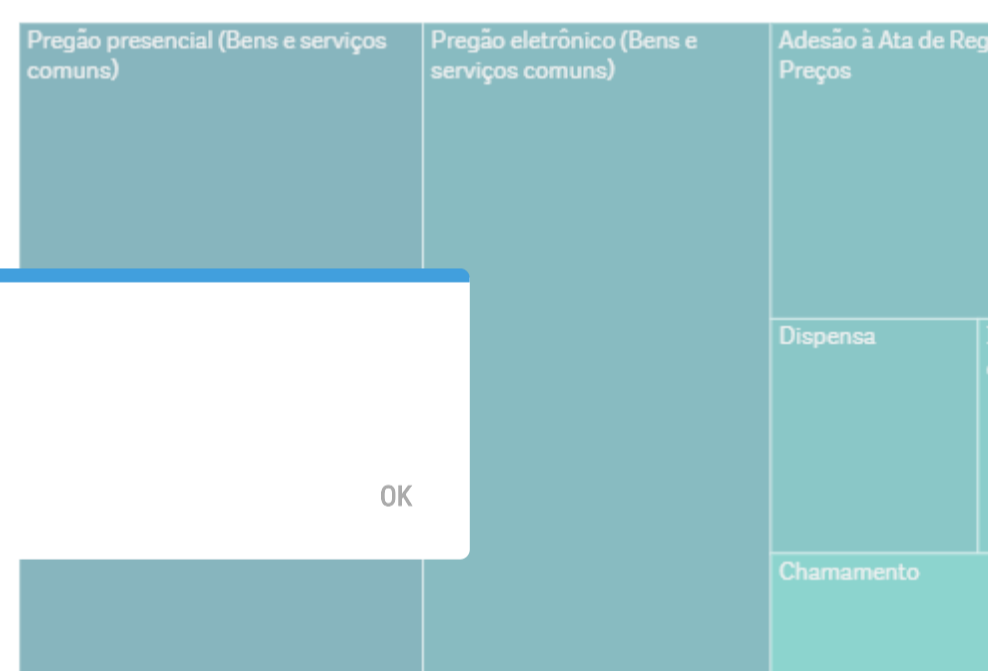 Pregão presencial (Bens e serviços
comuns)
Pregão eletrônico (Bens e
serviços comuns)
Adesão à Ata de Reg
Preços
Dispensa
OK
Chamamento